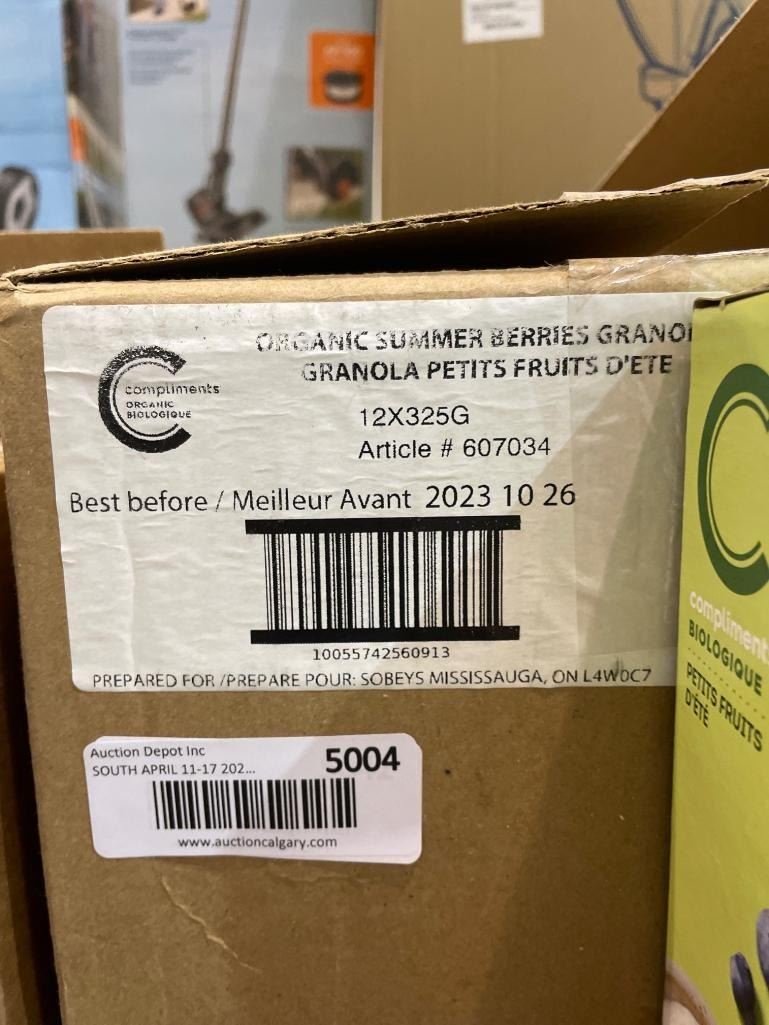 ORGANIC SUMMER BERRIES GRANO
GRANOLA PETITS FRUITS D'ETE
compliments
ORGANIC
BIOLOGIQUE
12X325G
Article # 607034
Best before / Meilleur Avant 2023 10 26
10055742560913
PREPARED FOR /PREPARE POUR: SOBEYS MISSISSAUGA, ON L4W0C7
Auction Depot Inc
SOUTH APRIL 11-17 202...
5004
www.auctioncalgary.com
compliment
BIOLOGIQUE
PETITS FRUITS
D'ÉTÉ